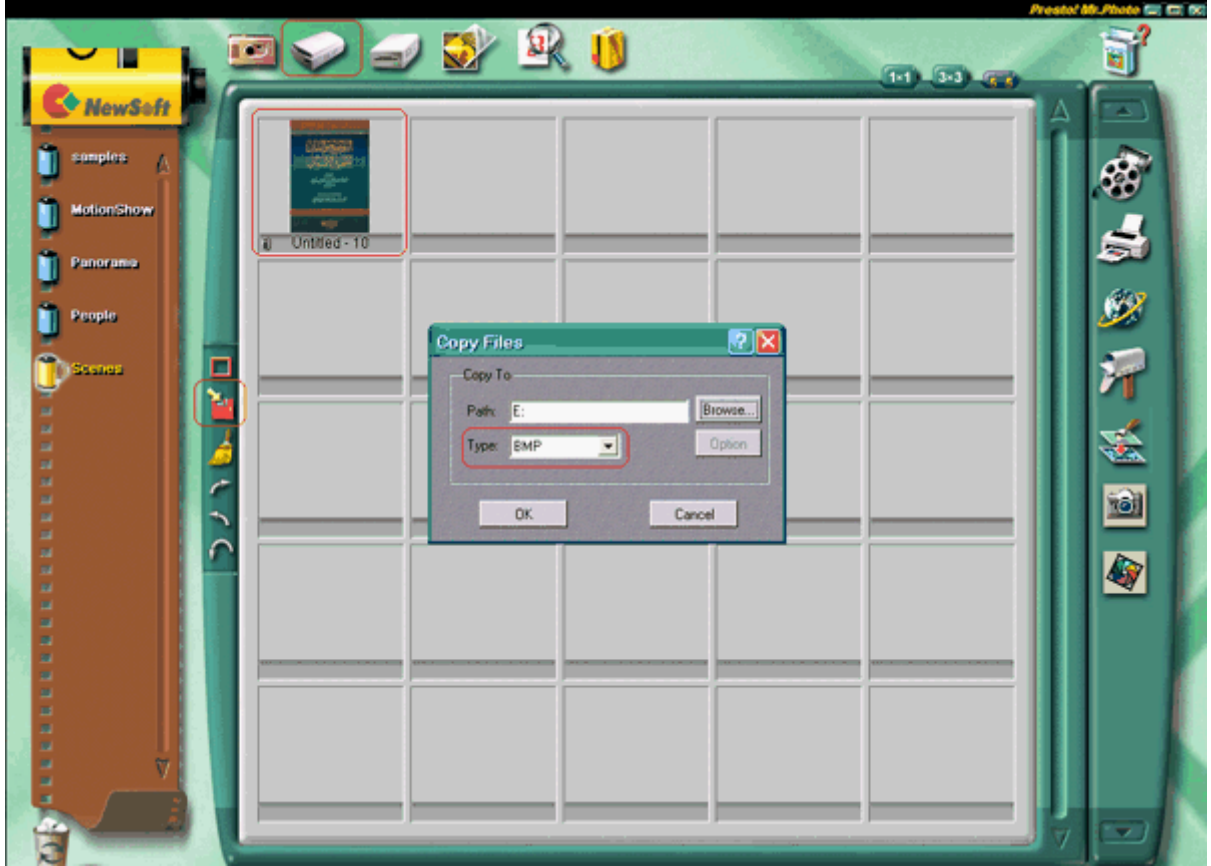 Presto! Mr.Photo
NewSoft
1×1 3×3
samples
MotionShow
Panorama
People
Scenes
Untitled - 10
Copy Files
Copy To
Path: E: Browse...
Type: BMP Option
OK Cancel